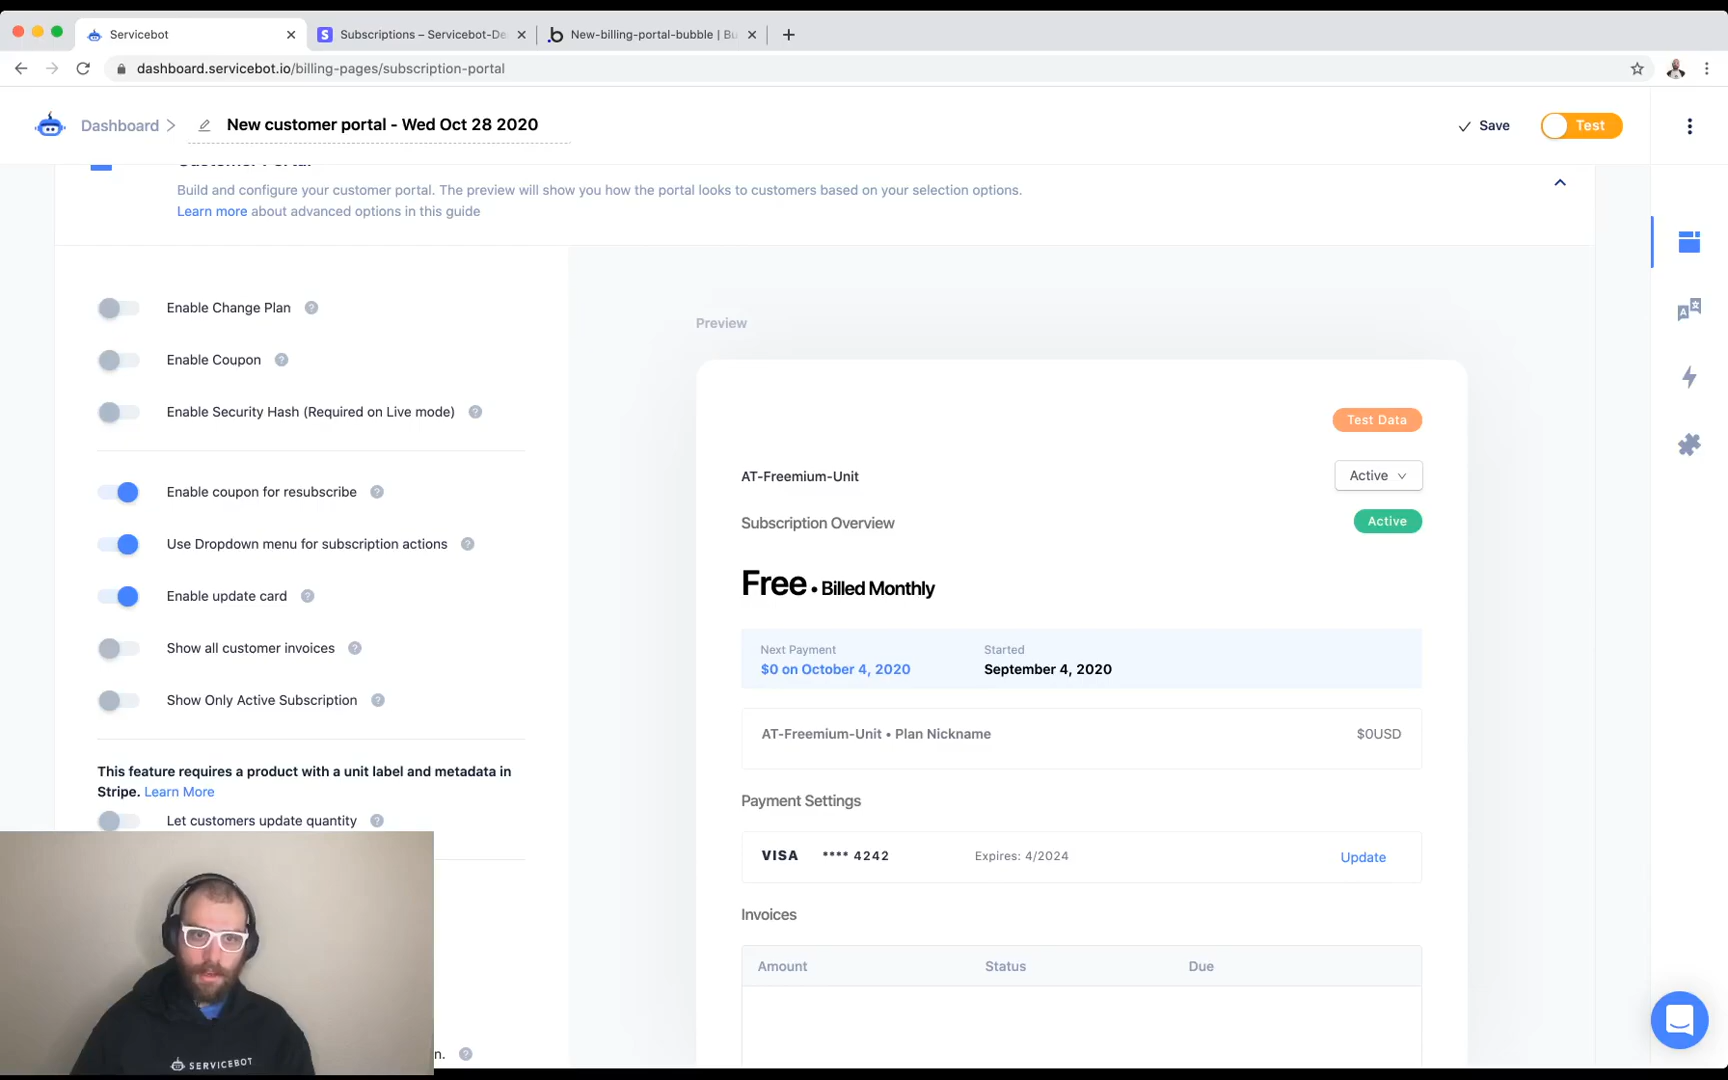 Servicebot
Subscriptions – Servicebot-De
New-billing-portal-bubble | Bu
dashboard.servicebot.io/billing-pages/subscription-portal
Dashboard
New customer portal - Wed Oct 28 2020
Save
Test
Customer Portal
Build and configure your customer portal. The preview will show you how the portal looks to customers based on your selection options.
Learn more about advanced options in this guide
Enable Change Plan
Enable Coupon
Enable Security Hash (Required on Live mode)
Enable coupon for resubscribe
Use Dropdown menu for subscription actions
Enable update card
Show all customer invoices
Show Only Active Subscription
This feature requires a product with a unit label and metadata in
Stripe. Learn More
Let customers update quantity
n.
SERVICEBOT
Preview
Test Data
AT-Freemium-Unit
Active
Subscription Overview
Active
Free • Billed Monthly
Next Payment
$0 on October 4, 2020
Started
September 4, 2020
AT-Freemium-Unit • Plan Nickname
$0USD
Payment Settings
VISA
**** 4242
Expires: 4/2024
Update
Invoices
Amount
Status
Due